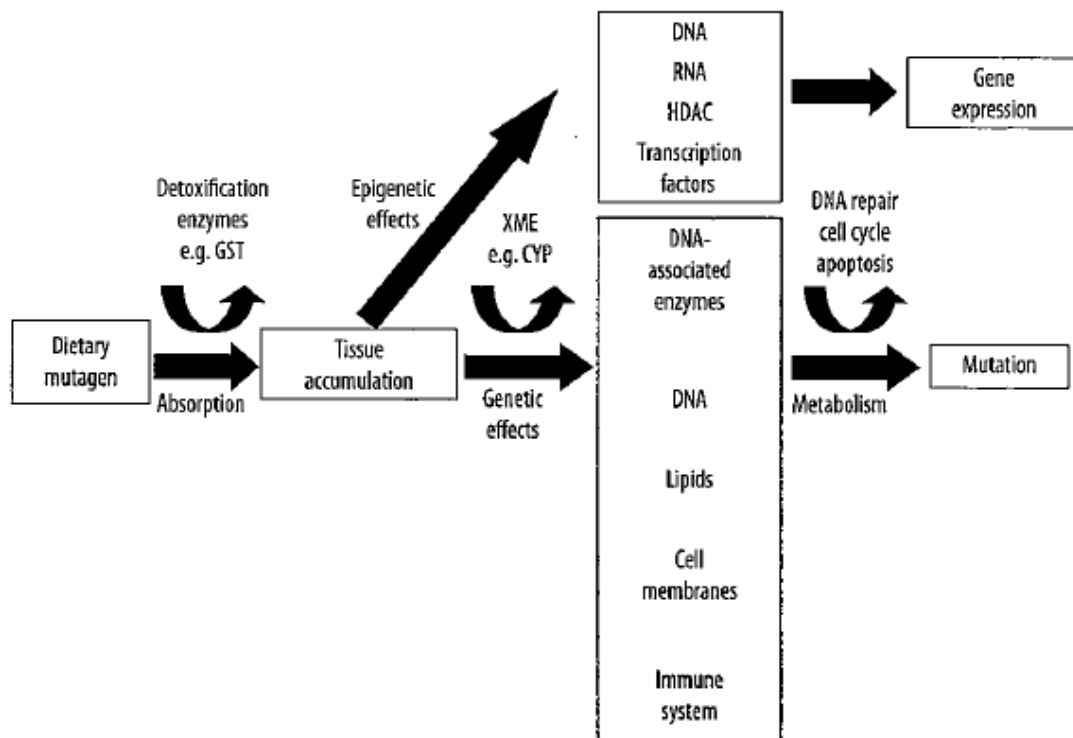 DNA
RNA
HDAC
Transcription
factors
Gene
expression
Detoxification
enzymes
e.g. GST
Epigenetic
effects
XME
e.g. CYP
DNA-
associated
enzymes
DNA repair
cell cycle
apoptosis
Dietary
mutagen
Absorption
Tissue
accumulation
Genetic
effects
DNA
Lipids
Cell
membranes
Immune
system
Metabolism
Mutation